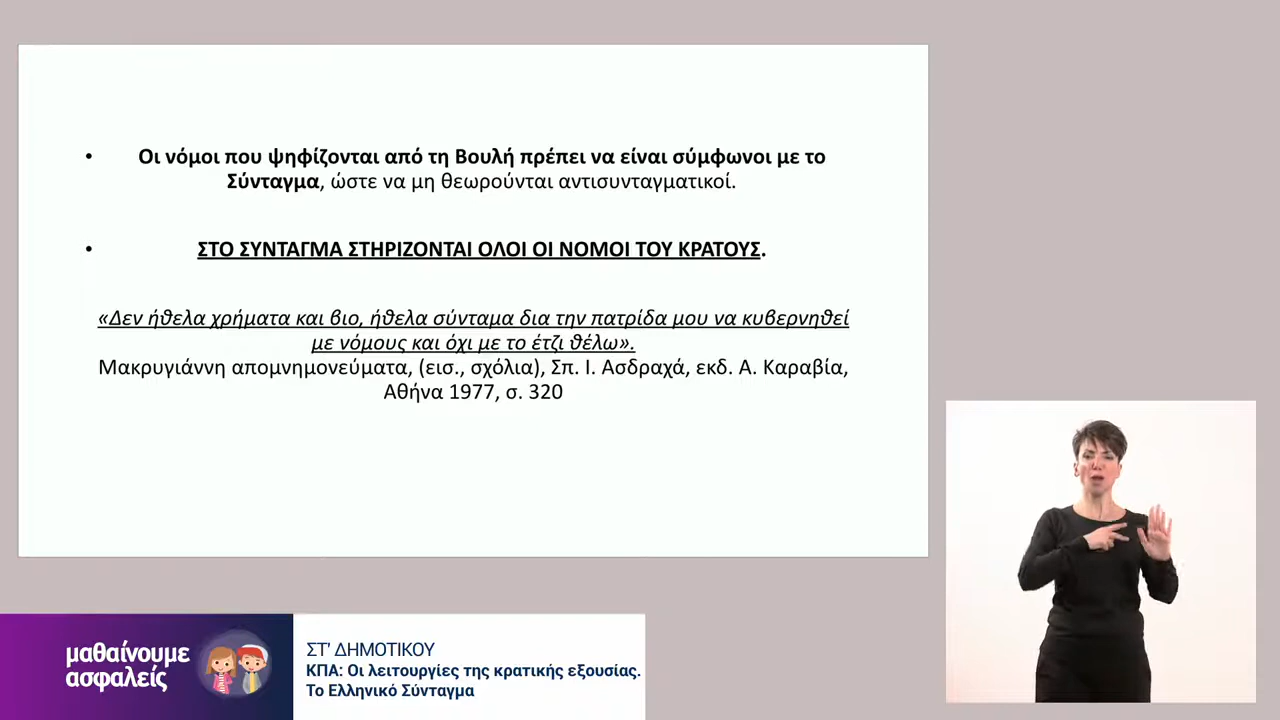 • Οι νόμοι που ψηφίζονται από τη Βουλή πρέπει να είναι σύμφωνοι με το
Σύνταγμα, ώστε να μη θεωρούνται αντισυνταγματικοί.
• ΣΤΟ ΣΥΝΤΑΓΜΑ ΣΤΗΡΙΖΟΝΤΑΙ ΟΛΟΙ ΟΙ ΝΟΜΟΙ ΤΟΥ ΚΡΑΤΟΥΣ.
«Δεν ήθελα χρήματα και βιο, ήθελα σύνταμα δια την πατρίδα μου να κυβερνηθεί
με νόμους και όχι με το έτζι θέλω».
Μακρυγιάννη απομνημονεύματα, (εισ., σχόλια), Σπ. Ι. Ασδραχά, εκδ. Α. Καραβία,
Αθήνα 1977, σ. 320
μαθαίνουμε
ασφαλείς
ΣΤ' ΔΗΜΟΤΙΚΟΥ
ΚΠΑ: Οι λειτουργίες της κρατικής εξουσίας.
Το Ελληνικό Σύνταγμα